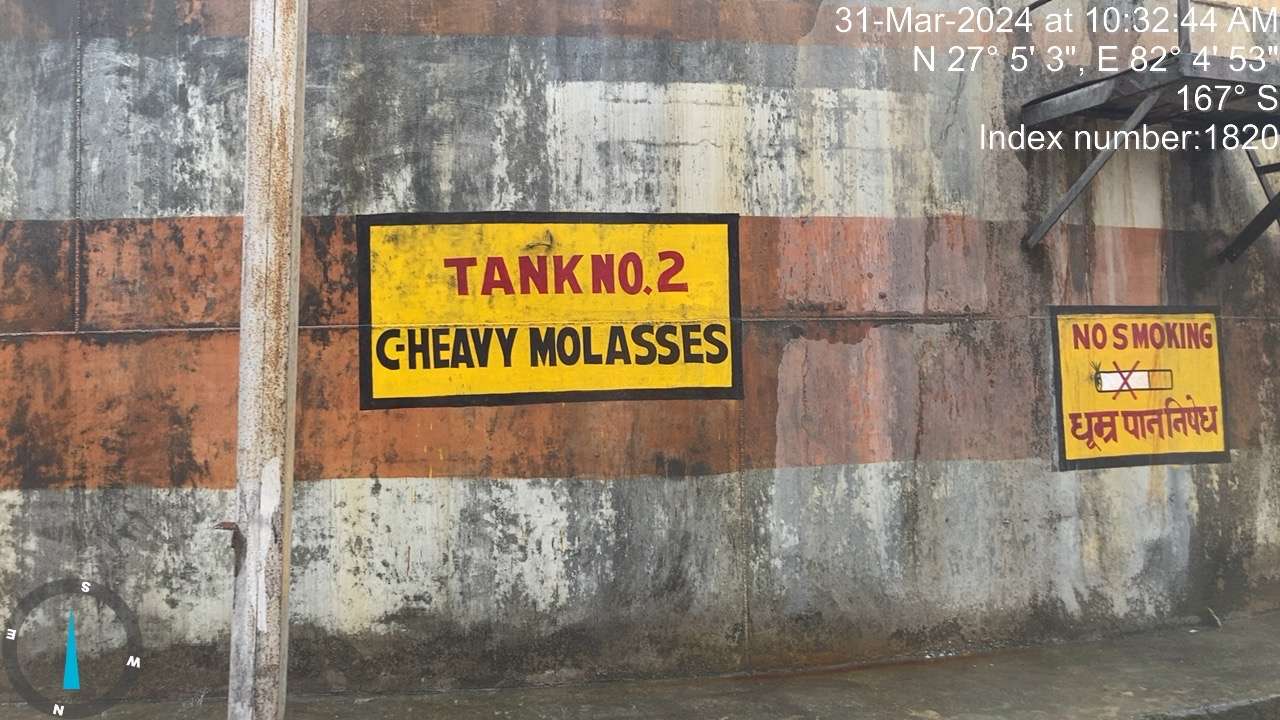 31-Mar-2024 at 10:32:44 AM
N 27° 5' 3", E 82° 4' 53"
167° S
Index number:1820
TANK NO.2
C-HEAVY MOLASSES
NO SMOKING
धूम्र पान निषेध
S
E
W
N